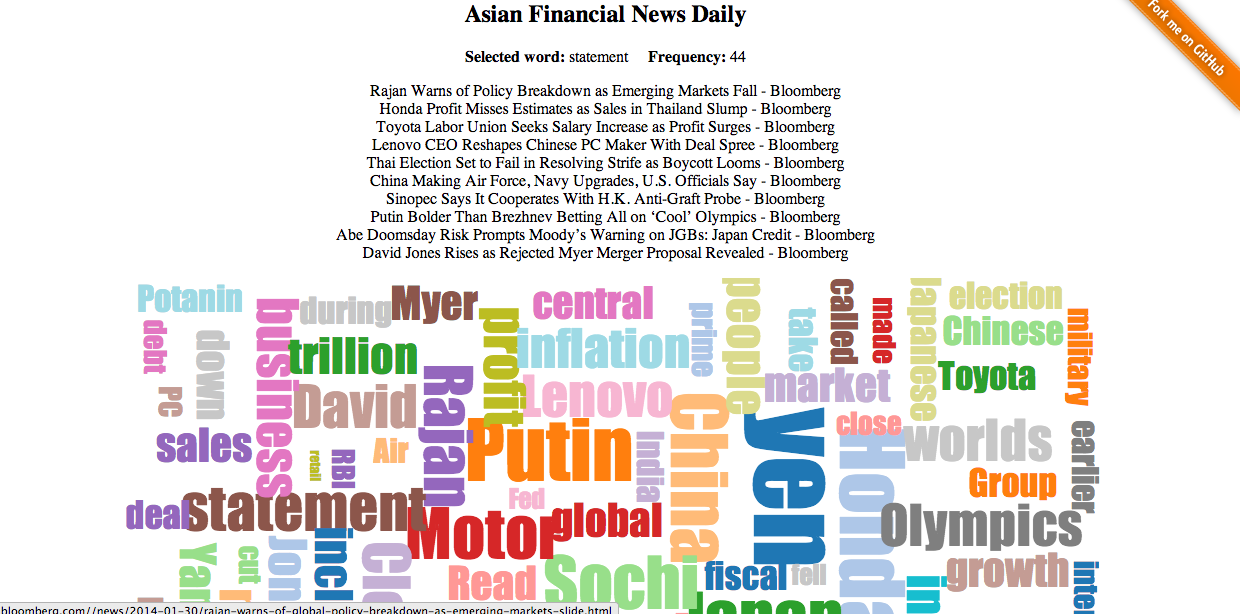 Asian Financial News Daily
Fork me on GitHub
Selected word: statement Frequency: 44
Rajan Warns of Policy Breakdown as Emerging Markets Fall - Bloomberg
Honda Profit Misses Estimates as Sales in Thailand Slump - Bloomberg
Toyota Labor Union Seeks Salary Increase as Profit Surges - Bloomberg
Lenovo CEO Reshapes Chinese PC Maker With Deal Spree - Bloomberg
Thai Election Set to Fail in Resolving Strife as Boycott Looms - Bloomberg
China Making Air Force, Navy Upgrades, U.S. Officials Say - Bloomberg
Sinopec Says It Cooperates With H.K. Anti-Graft Probe - Bloomberg
Putin Bolder Than Brezhnev Betting All on ‘Cool’ Olympics - Bloomberg
Abe Doomsday Risk Prompts Moody’s Warning on JGBs: Japan Credit - Bloomberg
David Jones Rises as Rejected Myer Merger Proposal Revealed - Bloomberg
Potanin
during
Myer
central
people
called
election
debt
down
business
trillion
profit
inflation
prime
take
made
Japanese
Chinese
military
PC
David
Rajan
Lenovo
market
Toyota
sales
Air
retail
RBI
Putin
India
China
yen
close
Honda
worlds
Group
earlier
deal
statement
Fed
Motor
global
Olympics
Yan
cut
Jon
inc
Read
Sochi
fiscal
fell
growth
Japan
bloomberg.com//news/2014-01-30/rajan-warns-of-global-policy-breakdown-as-emerging-markets-slide.html